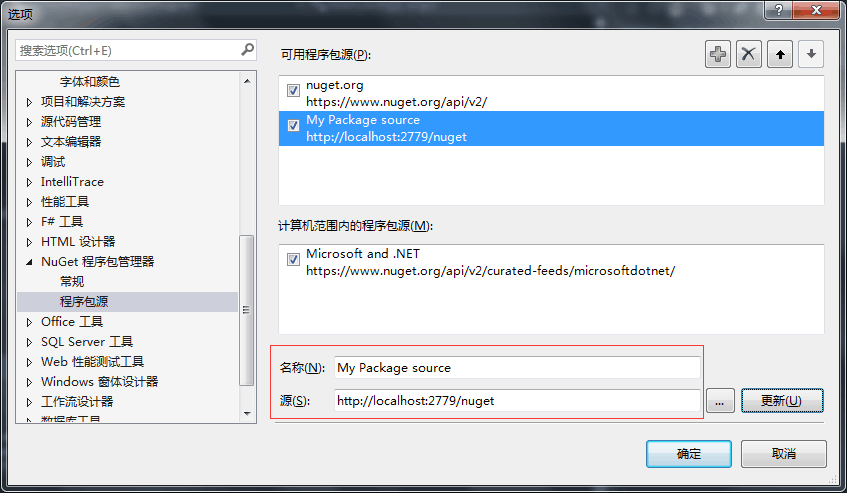 选项
搜索选项(Ctrl+E)
字体和颜色
项目和解决方案
源代码管理
文本编辑器
调试
IntelliTrace
性能工具
F# 工具
HTML 设计器
NuGet 程序包管理器
常规
程序包源
Office 工具
SQL Server 工具
Web 性能测试工具
Windows 窗体设计器
工作流设计器
数据库工具
可用程序包源(P):
nuget.org
https://www.nuget.org/api/v2/
My Package source
http://localhost:2779/nuget
计算机范围内的程序包源(M):
Microsoft and .NET
https://www.nuget.org/api/v2/curated-feeds/microsoftdotnet/
名称(N):
My Package source
源(S):
http://localhost:2779/nuget
...
更新(U)
确定
取消